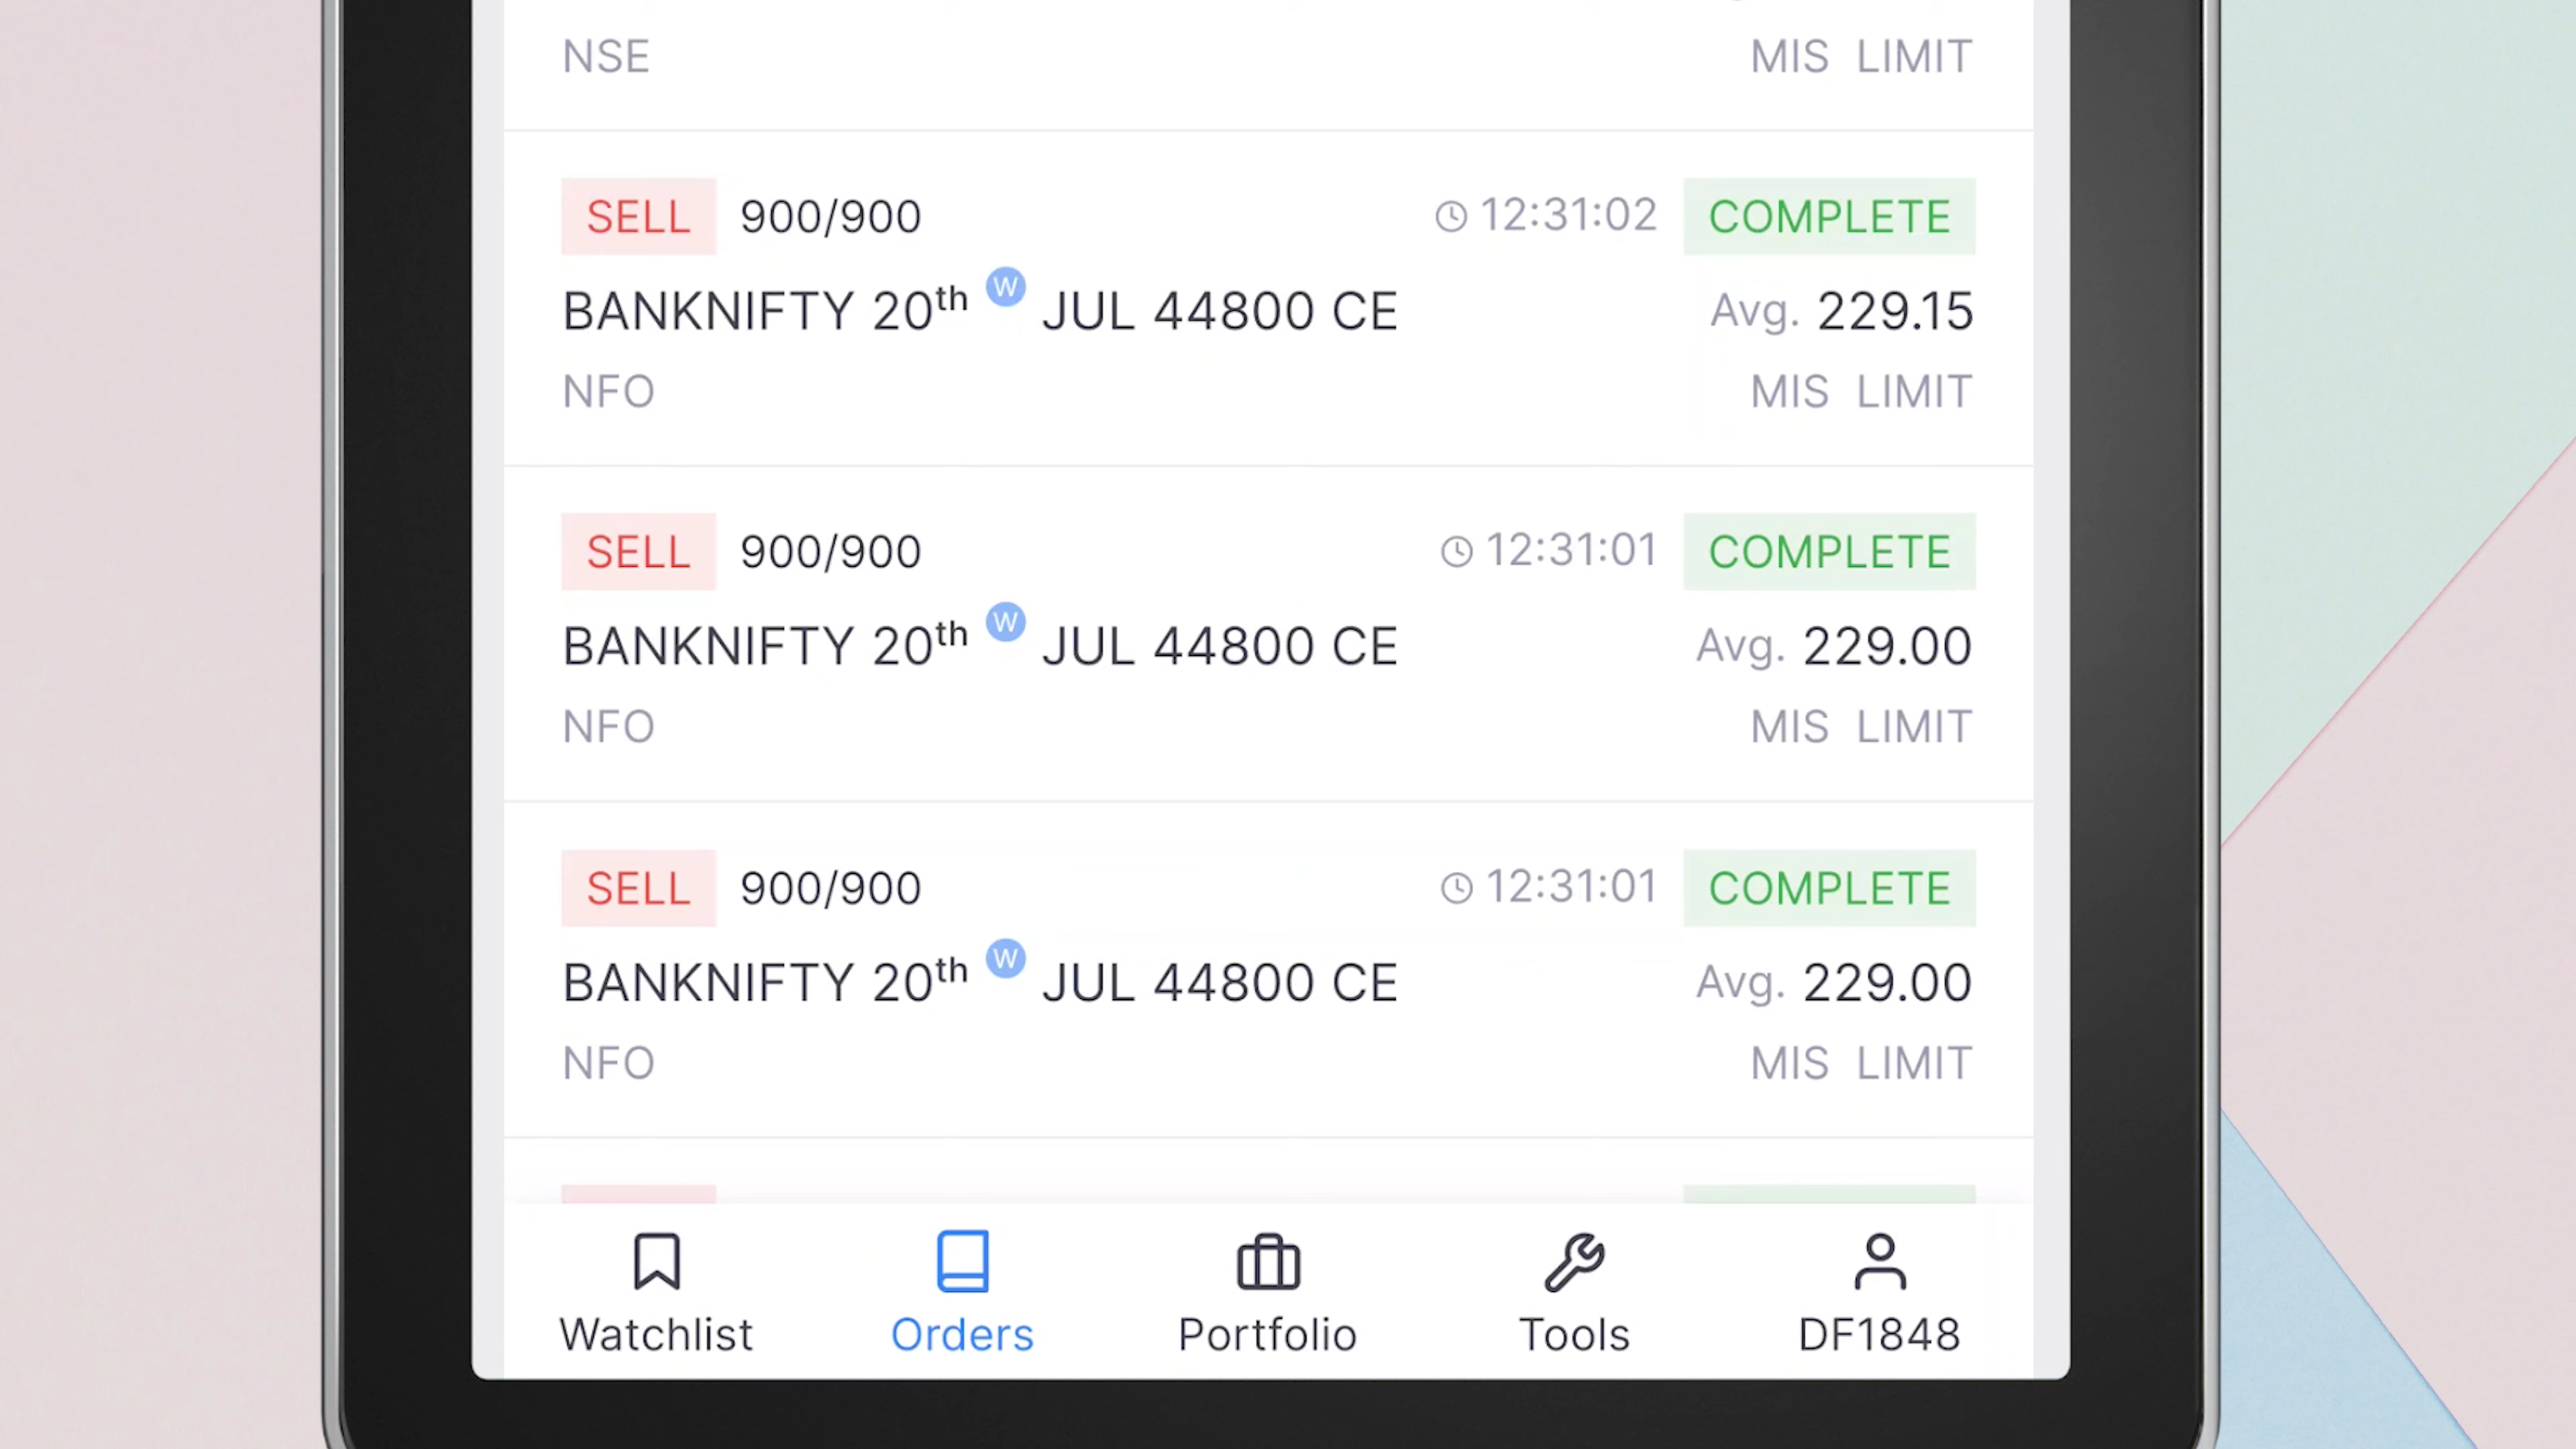 NSE MIS LIMIT
SELL 900/900 12:31:02 COMPLETE
BANKNIFTY 20th W JUL 44800 CE Avg. 229.15
NFO MIS LIMIT
SELL 900/900 12:31:01 COMPLETE
BANKNIFTY 20th W JUL 44800 CE Avg. 229.00
NFO MIS LIMIT
SELL 900/900 12:31:01 COMPLETE
BANKNIFTY 20th W JUL 44800 CE Avg. 229.00
NFO MIS LIMIT
Watchlist Orders Portfolio Tools DF1848